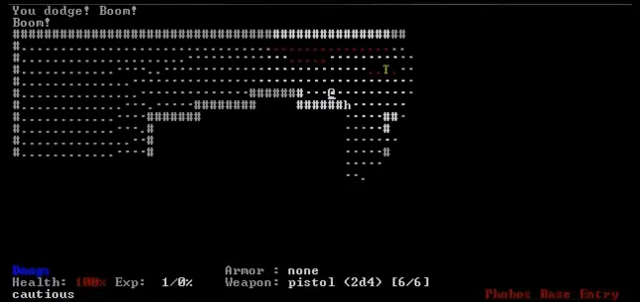 You dodge! Boom!
Boom!
Armor : none
Health: 100% Exp: 1/0% Weapon: pistol (2d4) [6/6]
cautious Phobos Base Entry